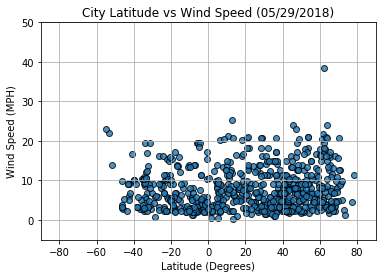 City Latitude vs Wind Speed (05/29/2018)
50
40
30
20
10
0
Wind Speed (MPH)
−80 −60 −40 −20 0 20 40 60 80
Latitude (Degrees)